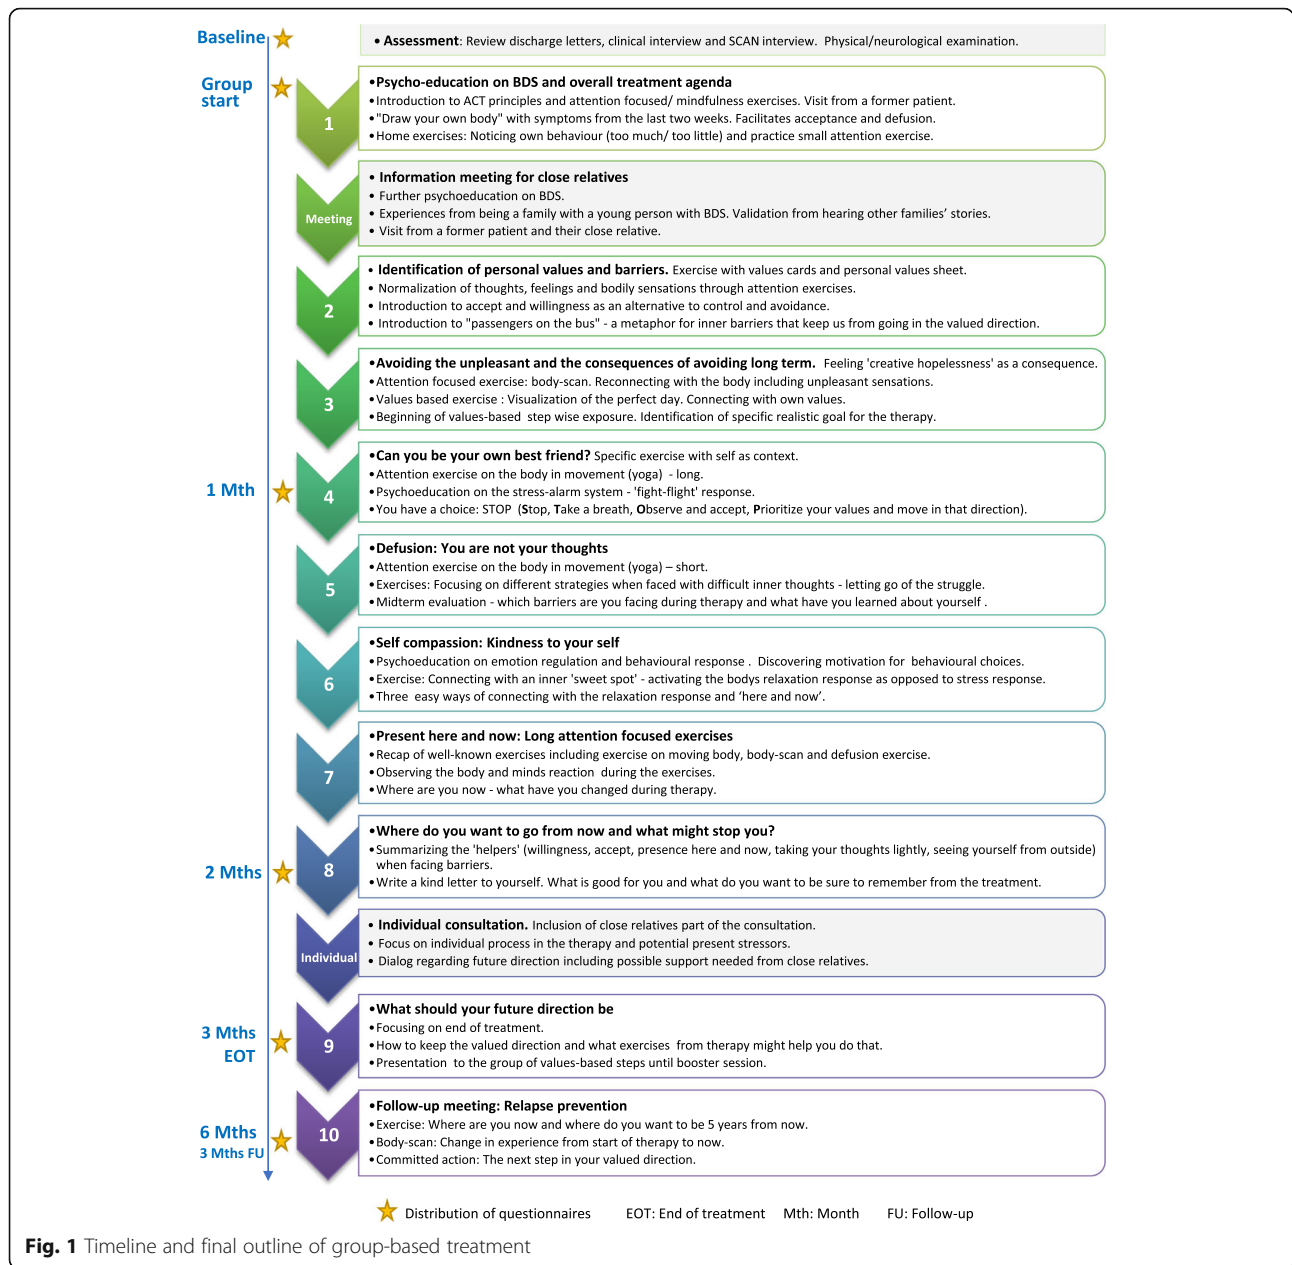 Baseline
• Assessment: Review discharge letters, clinical interview and SCAN interview.  Physical/neurological examination.
Group
start
1
•Psycho-education on BDS and overall treatment agenda
•Introduction to ACT principles and attention focused/ mindfulness exercises. Visit from a former patient.
•"Draw your own body" with symptoms from the last two weeks. Facilitates acceptance and defusion.
•Home exercises: Noticing own behaviour (too much/ too little) and practice small attention exercise.
Meeting
• Information meeting for close relatives
• Further psychoeducation on BDS.
• Experiences from being a family with a young person with BDS. Validation from hearing other families’ stories.
• Visit from a former patient and their close relative.
2
• Identification of personal values and barriers. Exercise with values cards and personal values sheet.
• Normalization of thoughts, feelings and bodily sensations through attention exercises.
• Introduction to accept and willingness as an alternative to control and avoidance.
• Introduction to "passengers on the bus" - a metaphor for inner barriers that keep us from going in the valued direction.
3
•Avoiding the unpleasant and the consequences of avoiding long term.  Feeling 'creative hopelessness' as a consequence.
•Attention focused exercise: body-scan. Reconnecting with the body including unpleasant sensations.
•Values based exercise : Visualization of the perfect day. Connecting with own values.
•Beginning of values-based  step wise exposure. Identification of specific realistic goal for the therapy.
1 Mth
4
•Can you be your own best friend? Specific exercise with self as context.
•Attention exercise on the body in movement (yoga)  - long.
•Psychoeducation on the stress-alarm system - 'fight-flight' response.
•You have a choice: STOP  (Stop, Take a breath, Observe and accept, Prioritize your values and move in that direction).
5
•Defusion: You are not your thoughts
•Attention exercise on the body in movement (yoga) – short.
•Exercises: Focusing on different strategies when faced with difficult inner thoughts - letting go of the struggle.
•Midterm evaluation - which barriers are you facing during therapy and what have you learned about yourself .
6
•Self compassion: Kindness to your self
•Psychoeducation on emotion regulation and behavioural response .  Discovering motivation for  behavioural choices.
•Exercise: Connecting with an inner 'sweet spot' - activating the bodys relaxation response as opposed to stress response.
•Three  easy ways of connecting with the relaxation response and ‘here and now’.
7
•Present here and now: Long attention focused exercises
•Recap of well-known exercises including exercise on moving body, body-scan and defusion exercise.
•Observing the body and minds reaction  during the exercises.
•Where are you now - what have you changed during therapy.
2 Mths
8
•Where do you want to go from now and what might stop you?
•Summarizing the 'helpers' (willingness, accept, presence here and now, taking your thoughts lightly, seeing yourself from outside)
when facing barriers.
•Write a kind letter to yourself. What is good for you and what do you want to be sure to remember from the treatment.
Individual
• Individual consultation. Inclusion of close relatives part of the consultation.
• Focus on individual process in the therapy and potential present stressors.
• Dialog regarding future direction including possible support needed from close relatives.
3 Mths
EOT
9
•What should your future direction be
•Focusing on end of treatment.
•How to keep the valued direction and what exercises  from therapy might help you do that.
•Presentation  to the group of values-based steps until booster session.
6 Mths
3 Mths FU
10
•Follow-up meeting: Relapse prevention
•Exercise: Where are you now and where do you want to be 5 years from now.
•Body-scan: Change in experience from start of therapy to now.
•Committed action: The next step in your valued direction.
Distribution of questionnaires EOT: End of treatment Mth: Month FU: Follow-up
Fig. 1 Timeline and final outline of group-based treatment